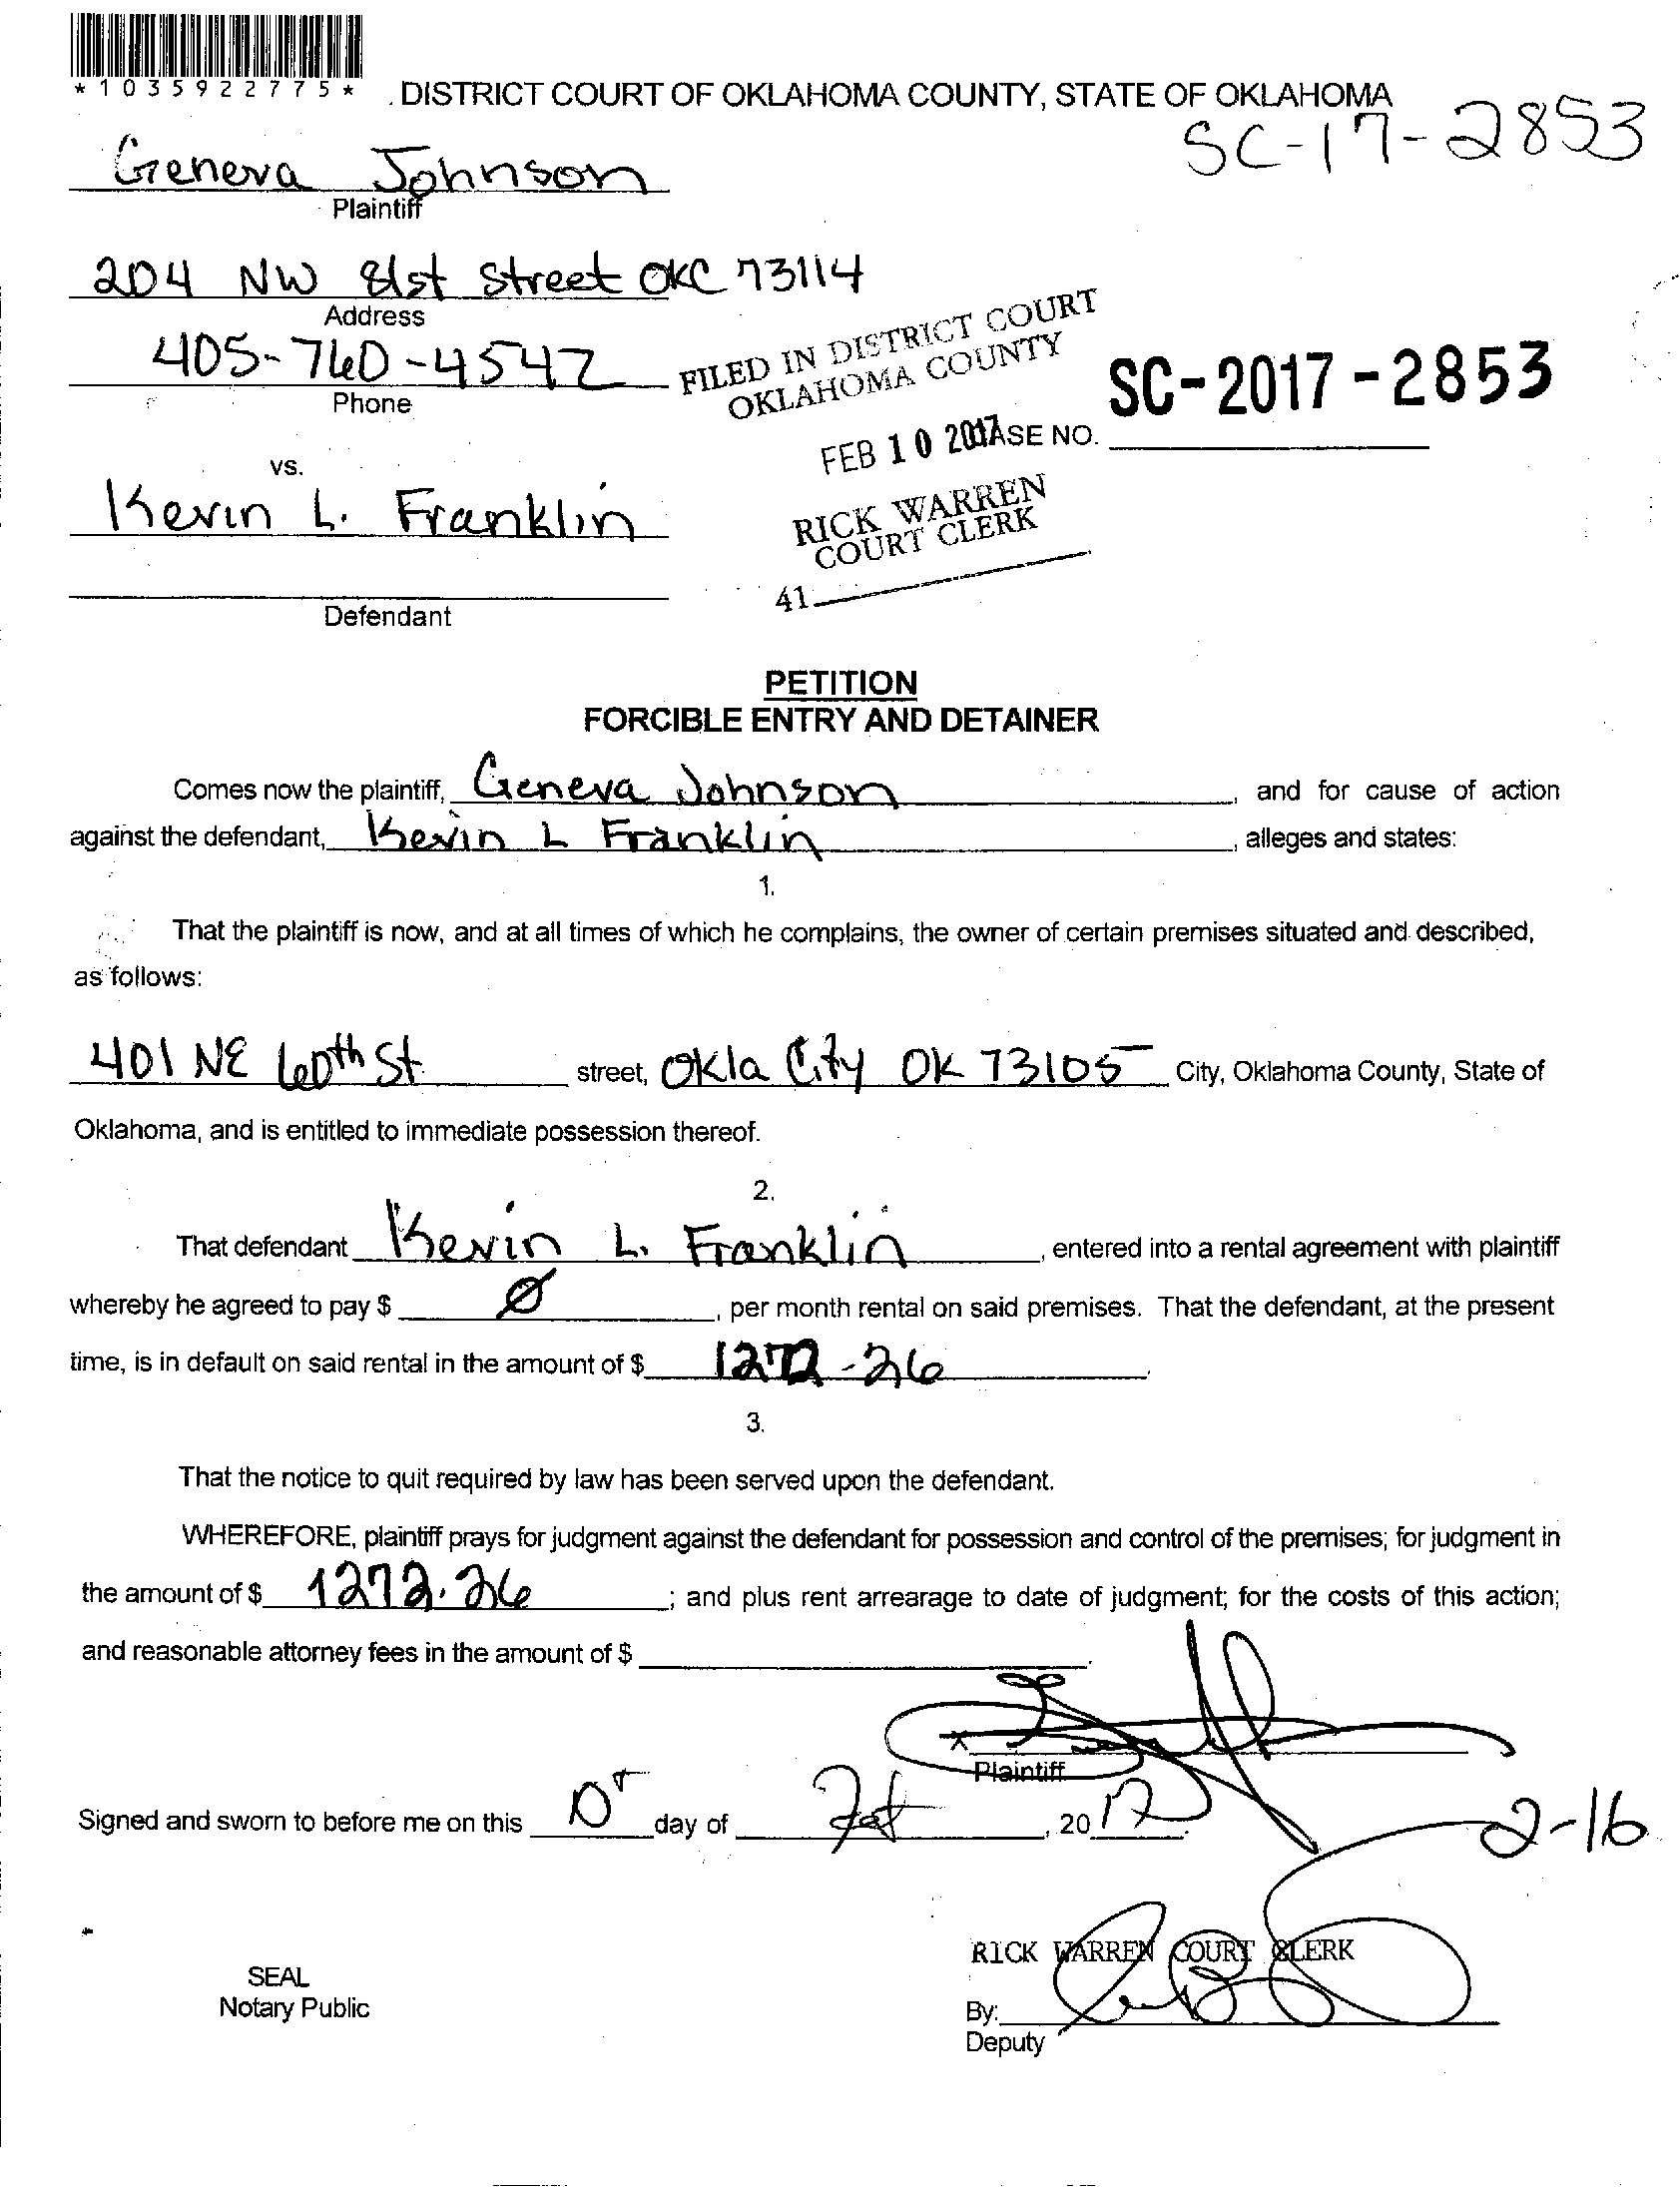 *1035922775*
DISTRICT COURT OF OKLAHOMA COUNTY, STATE OF OKLAHOMA
SC-17-2853
Geneva Johnson
Plaintiff
204 NW 81st Street OKC 73114
Address
405-760-4542
Phone
FILED IN DISTRICT COURT
OKLAHOMA COUNTY
SC-2017-2853
FEB 10 2017
CASE NO.
vs.
Kevin L. Franklin
RICK WARREN
COURT CLERK
41
Defendant
PETITION
FORCIBLE ENTRY AND DETAINER
Comes now the plaintiff, Geneva Johnson, and for cause of action
against the defendant, Kevin L Franklin, alleges and states:
1.
That the plaintiff is now, and at all times of which he complains, the owner of certain premises situated and described,
as follows:
401 NE 60th St street, Okla City OK 73105 City, Oklahoma County, State of
Oklahoma, and is entitled to immediate possession thereof.
2.
That defendant Kevin L. Franklin, entered into a rental agreement with plaintiff
whereby he agreed to pay $ Ø, per month rental on said premises. That the defendant, at the present
time, is in default on said rental in the amount of $ 1272-26.
3.
That the notice to quit required by law has been served upon the defendant.
WHEREFORE, plaintiff prays for judgment against the defendant for possession and control of the premises; for judgment in
the amount of $ 1272.26; and plus rent arrearage to date of judgment; for the costs of this action;
and reasonable attorney fees in the amount of $ .
X
Plaintiff
Signed and sworn to before me on this day of Feb, 2017.
2-16
RICK WARREN COURT CLERK
SEAL
Notary Public
By:
Deputy